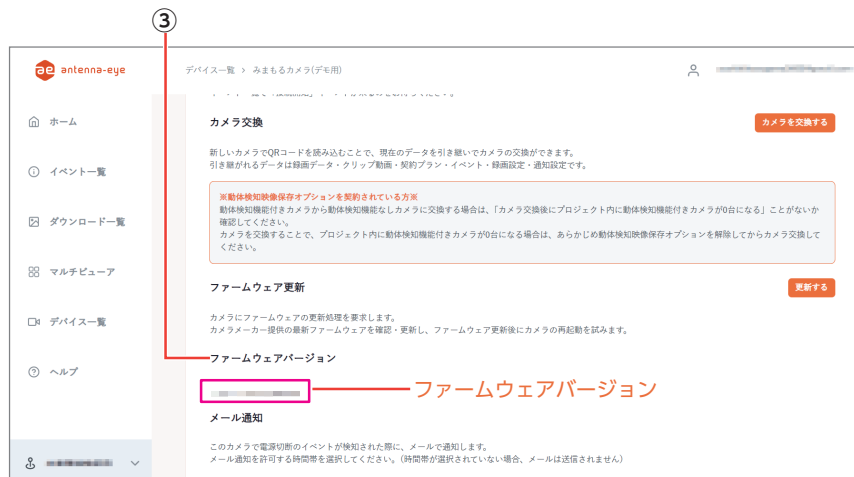 ③
ae antenna-eye
デバイス一覧 > みまもるカメラ(デモ用)
ホーム
イベント一覧
ダウンロード一覧
マルチビューア
デバイス一覧
ヘルプ
カメラ交換
カメラを交換する
新しいカメラでQRコードを読み込むことで、現在のデータを引き継いでカメラの交換ができます。
引き継がれるデータは録画データ・クリップ動画・契約プラン・イベント・録画設定・通知設定です。
※動体検知映像保存オプションを契約されている方※
動体検知機能付きカメラから動体検知機能なしカメラに交換する場合は、「カメラ交換後にプロジェクト内に動体検知機能付きカメラが0台になる」ことがないか
確認してください。
カメラを交換することで、プロジェクト内に動体検知機能付きカメラが0台になる場合は、あらかじめ動体検知映像保存オプションを解除してからカメラ交換して
ください。
ファームウェア更新
更新する
カメラにファームウェアの更新処理を要求します。
カメラメーカー提供の最新ファームウェアを確認・更新し、ファームウェア更新後にカメラの再起動を試みます。
ファームウェアバージョン
ファームウェアバージョン
メール通知
このカメラで電源切断のイベントが検知された際に、メールで通知します。
メール通知を許可する時間帯を選択してください。(時間帯が選択されていない場合、メールは送信されません)